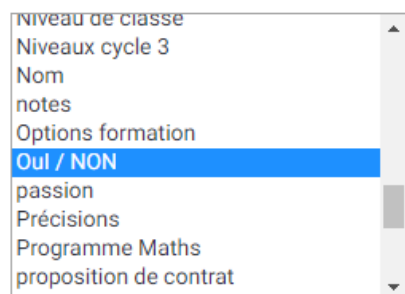 Niveau de classe
Niveaux cycle 3
Nom
notes
Options formation
OuI / NON
passion
Précisions
Programme Maths
proposition de contrat